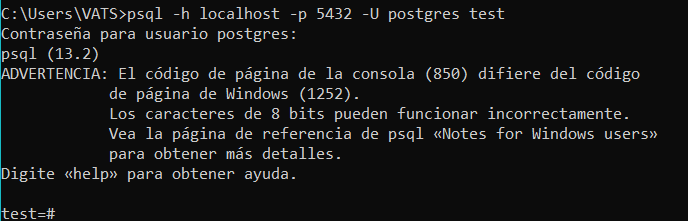 C:\Users\VATS>psql -h localhost -p 5432 -U postgres test
Contraseña para usuario postgres:
psql (13.2)
ADVERTENCIA: El código de página de la consola (850) difiere del código
de página de Windows (1252).
Los caracteres de 8 bits pueden funcionar incorrectamente.
Vea la página de referencia de psql «Notes for Windows users»
para obtener más detalles.
Digite «help» para obtener ayuda.
test=#